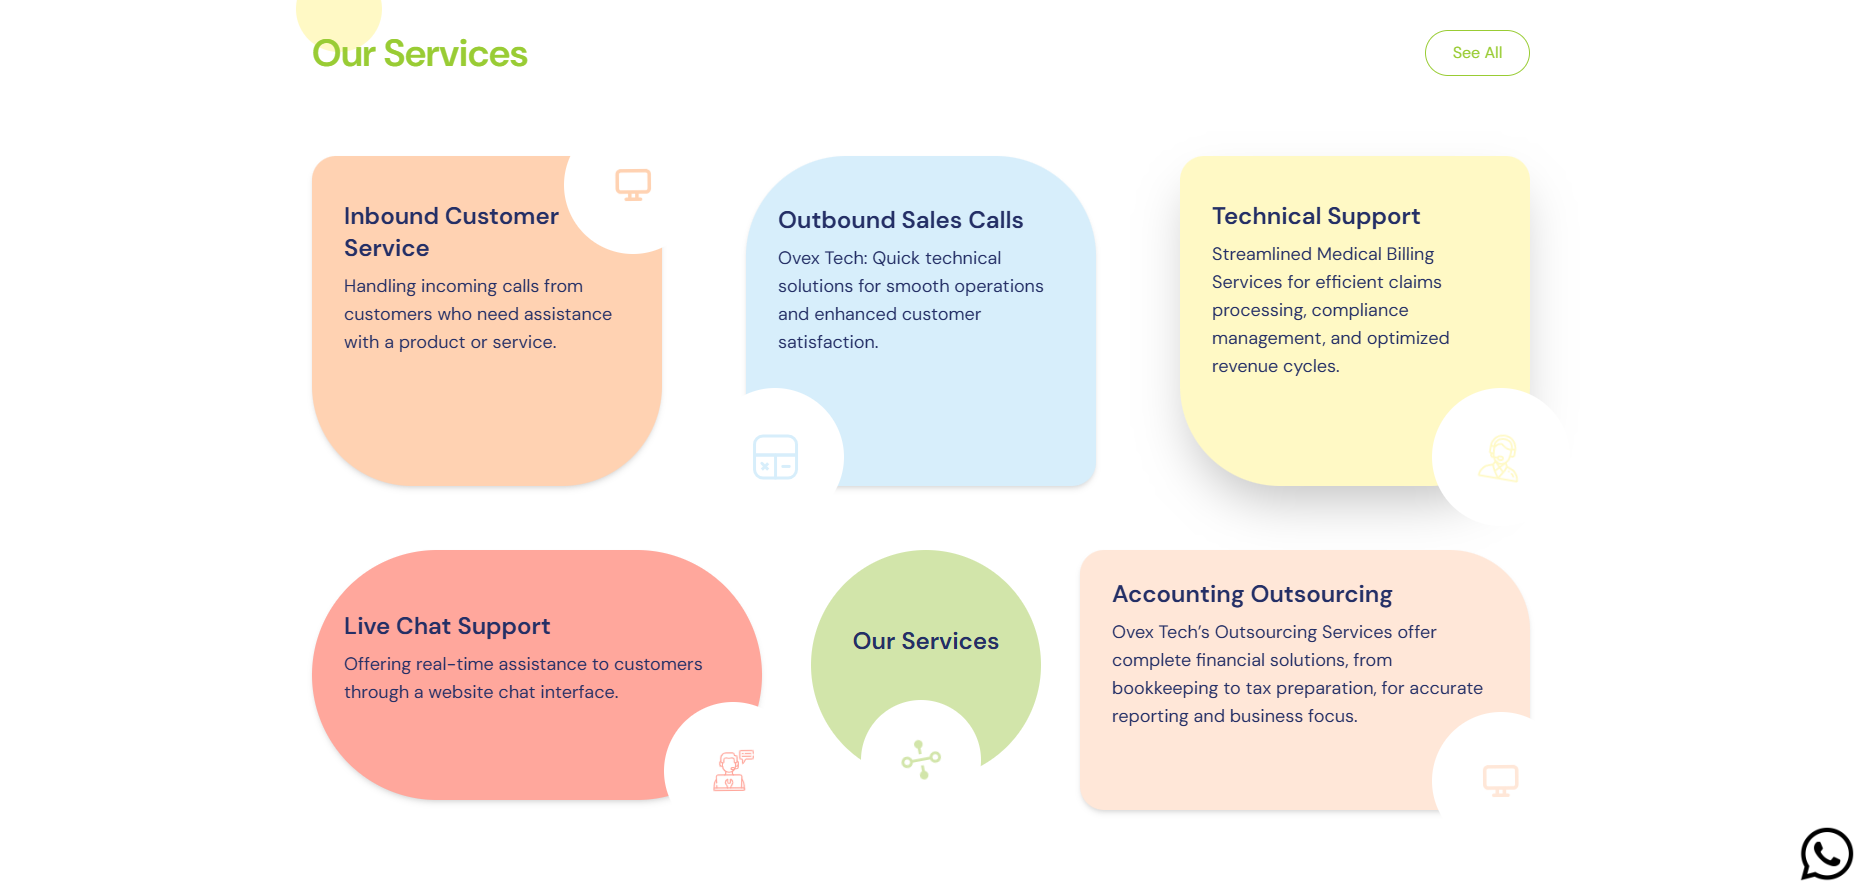 Our Services
See All
Inbound Customer
Service
Handling incoming calls from
customers who need assistance
with a product or service.
Outbound Sales Calls
Ovex Tech: Quick technical
solutions for smooth operations
and enhanced customer
satisfaction.
Technical Support
Streamlined Medical Billing
Services for efficient claims
processing, compliance
management, and optimized
revenue cycles.
Live Chat Support
Offering real-time assistance to customers
through a website chat interface.
Our Services
Accounting Outsourcing
Ovex Tech’s Outsourcing Services offer
complete financial solutions, from
bookkeeping to tax preparation, for accurate
reporting and business focus.